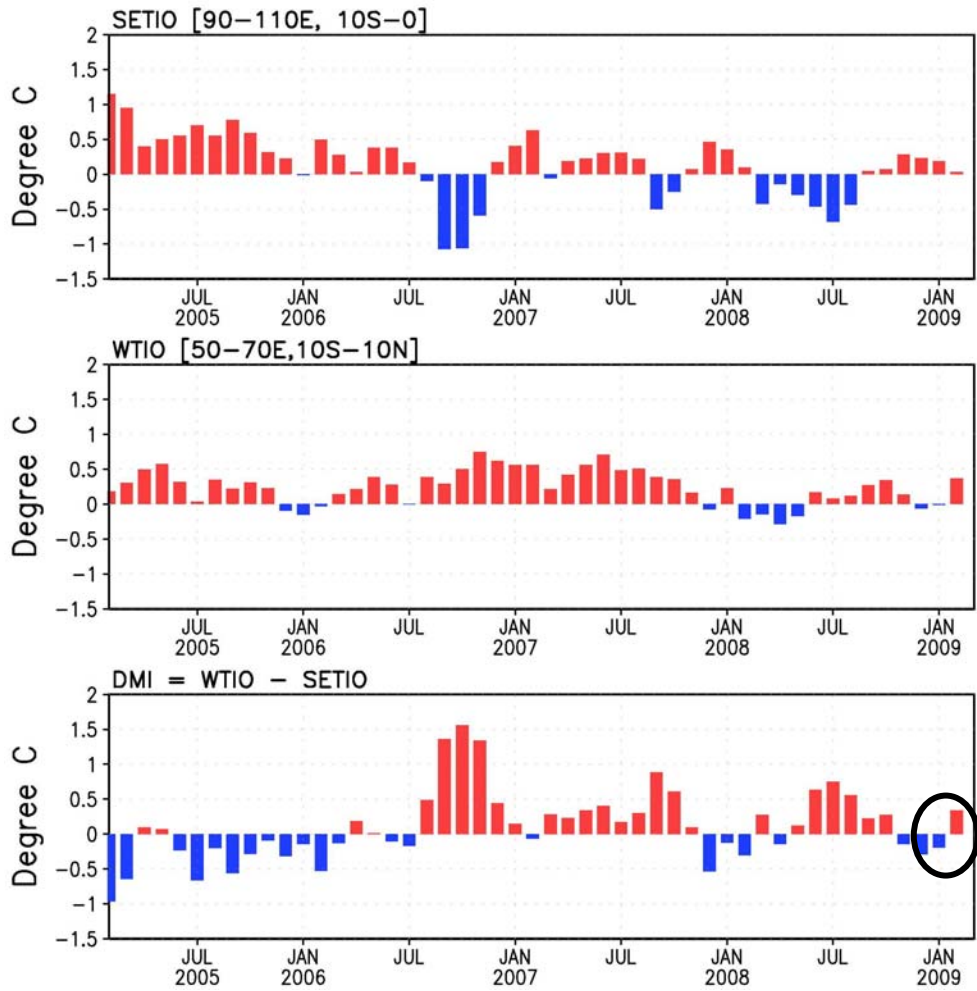 SETIO [90–110E, 10S–0]
Degree C
2
1.5
1
0.5
0
−0.5
−1
−1.5
JUL JAN JUL JAN JUL JAN JUL JAN
2005 2006 2007 2008 2009
WTIO [50–70E,10S–10N]
Degree C
2
1.5
1
0.5
0
−0.5
−1
−1.5
JUL JAN JUL JAN JUL JAN JUL JAN
2005 2006 2007 2008 2009
DMI = WTIO – SETIO
Degree C
2
1.5
1
0.5
0
−0.5
−1
−1.5
JUL JAN JUL JAN JUL JAN JUL JAN
2005 2006 2007 2008 2009